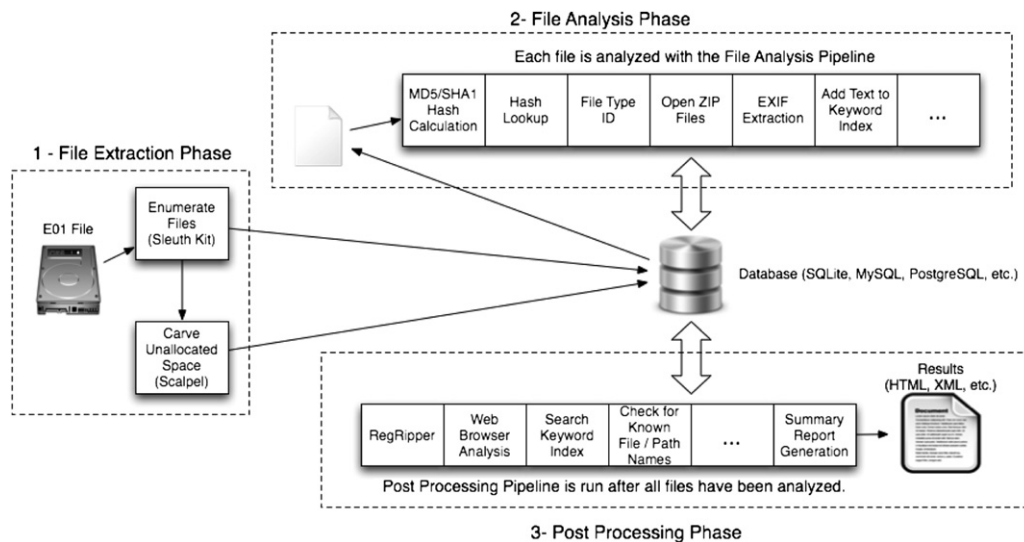 2- File Analysis Phase
Each file is analyzed with the File Analysis Pipeline
MD5/SHA1
Hash
Calculation
Hash
Lookup
File Type
ID
Open ZIP
Files
EXIF
Extraction
Add Text to
Keyword
Index
...
1 - File Extraction Phase
E01 File
Enumerate
Files
(Sleuth Kit)
Carve
Unallocated
Space
(Scalpel)
Database (SQLite, MySQL, PostgreSQL, etc.)
RegRipper
Web
Browser
Analysis
Search
Keyword
Index
Check for
Known
File / Path
Names
...
Summary
Report
Generation
Results
(HTML, XML, etc.)
Document
Post Processing Pipeline is run after all files have been analyzed.
3- Post Processing Phase